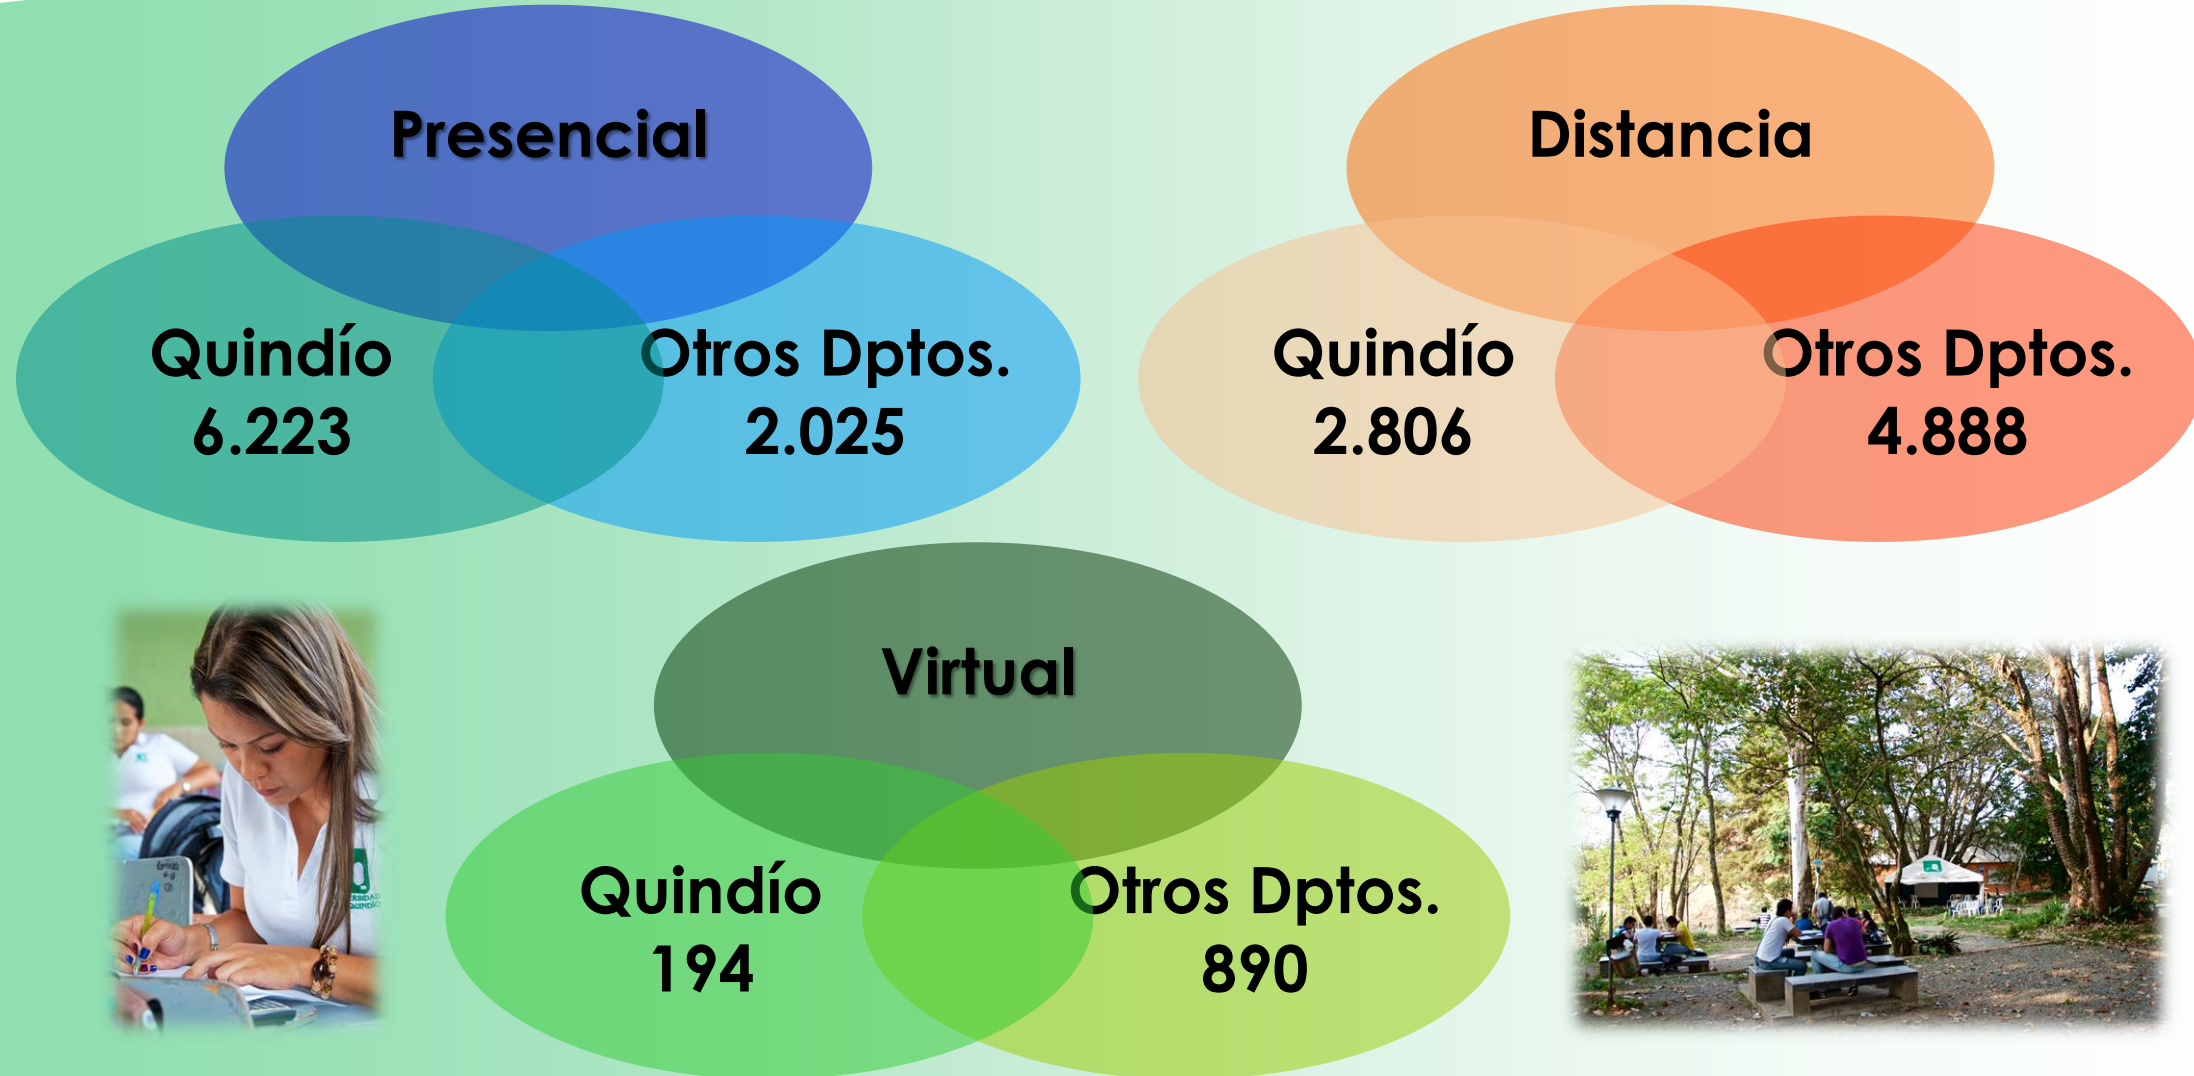 Presencial
Quindío
6.223
Otros Dptos.
2.025
Distancia
Quindío
2.806
Otros Dptos.
4.888
Virtual
Quindío
194
Otros Dptos.
890